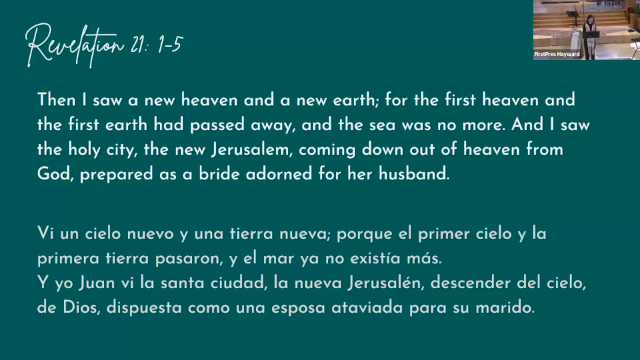 Revelation 21: 1-5
FirstPres Hayward
Then I saw a new heaven and a new earth; for the first heaven and
the first earth had passed away, and the sea was no more. And I saw
the holy city, the new Jerusalem, coming down out of heaven from
God, prepared as a bride adorned for her husband.
Vi un cielo nuevo y una tierra nueva; porque el primer cielo y la
primera tierra pasaron, y el mar ya no existía más.
Y yo Juan vi la santa ciudad, la nueva Jerusalén, descender del cielo,
de Dios, dispuesta como una esposa ataviada para su marido.